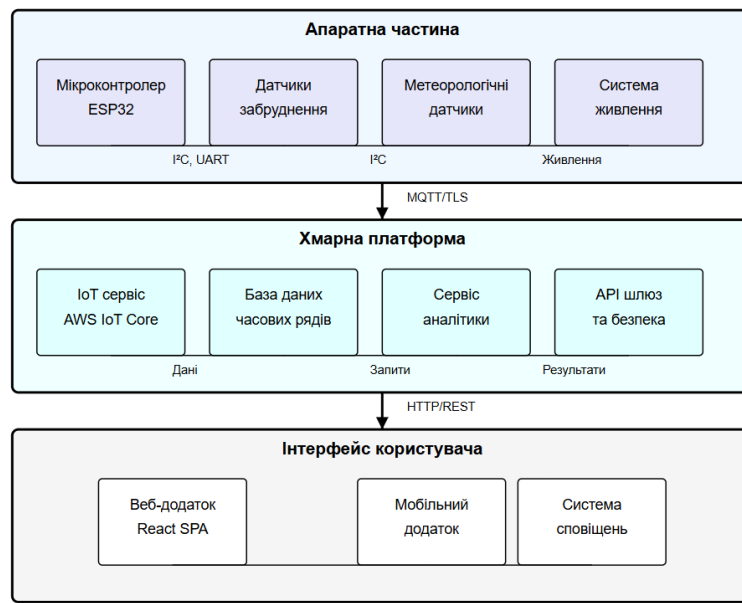 Апаратна частина
Мікроконтролер
ESP32
Датчики
забруднення
Метеорологічні
датчики
Система
живлення
I²C, UART
I²C
Живлення
MQTT/TLS
Хмарна платформа
IoT сервіс
AWS IoT Core
База даних
часових рядів
Сервіс
аналітики
API шлюз
та безпека
Дані
Запити
Результати
HTTP/REST
Інтерфейс користувача
Веб-додаток
React SPA
Мобільний
додаток
Система
сповіщень